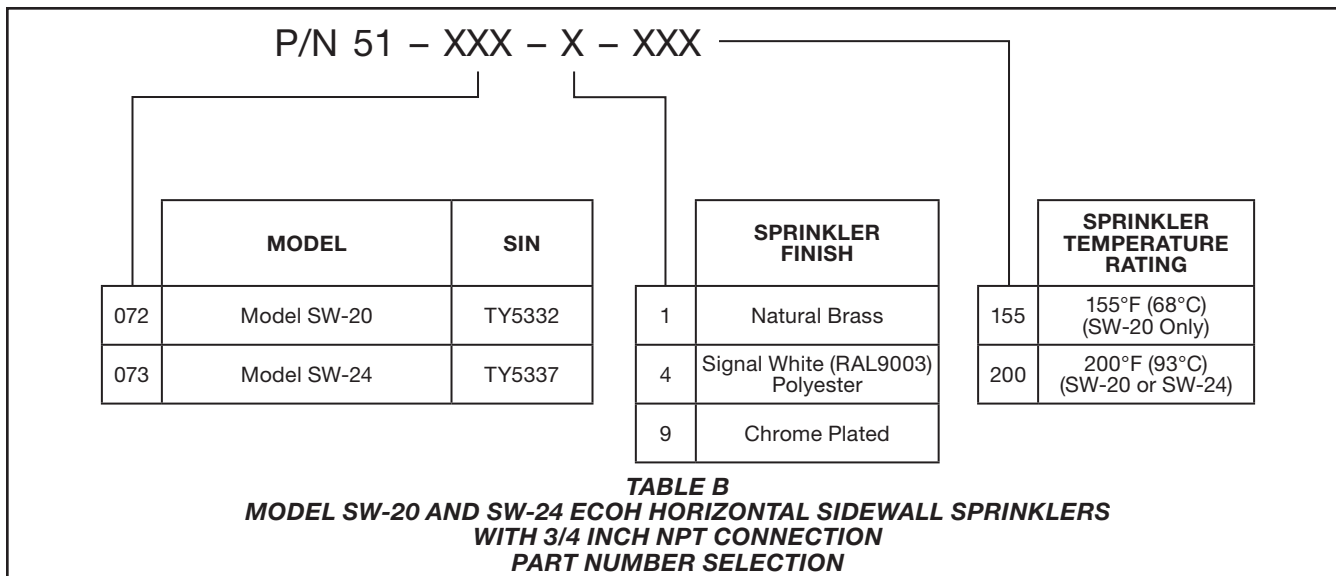 P/N 51 – XXX – X – XXX
MODEL SIN
072 Model SW-20 TY5332
073 Model SW-24 TY5337
SPRINKLER
FINISH
1 Natural Brass
4 Signal White (RAL9003)
Polyester
9 Chrome Plated
SPRINKLER
TEMPERATURE
RATING
155 155°F (68°C)
(SW-20 Only)
200 200°F (93°C)
(SW-20 or SW-24)
TABLE B
MODEL SW-20 AND SW-24 ECOH HORIZONTAL SIDEWALL SPRINKLERS
WITH 3/4 INCH NPT CONNECTION
PART NUMBER SELECTION